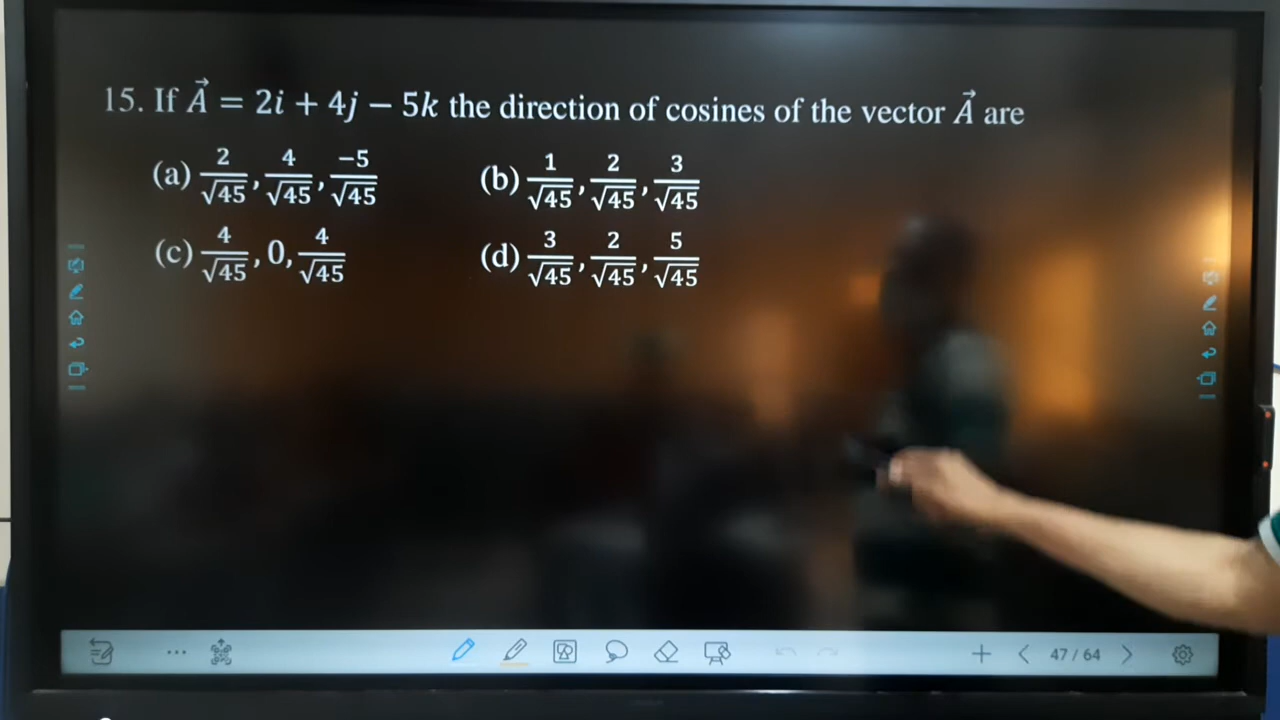 15. If \vec{A} = 2i + 4j − 5k the direction of cosines of the vector \vec{A} are
(a) 2/√45, 4/√45, −5/√45 (b) 1/√45, 2/√45, 3/√45
(c) 4/√45, 0, 4/√45 (d) 3/√45, 2/√45, 5/√45
47 / 64